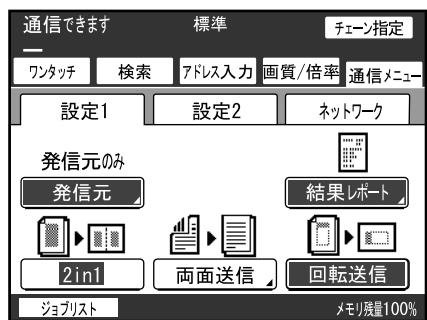 通信できます 標準 チェーン指定
ワンタッチ 検索 アドレス入力 画質/倍率 通信メニュー
設定1 設定2 ネットワーク
発信元のみ
発信元 結果レポート
2in1 両面送信 回転送信
ジョブリスト メモリ残量100%